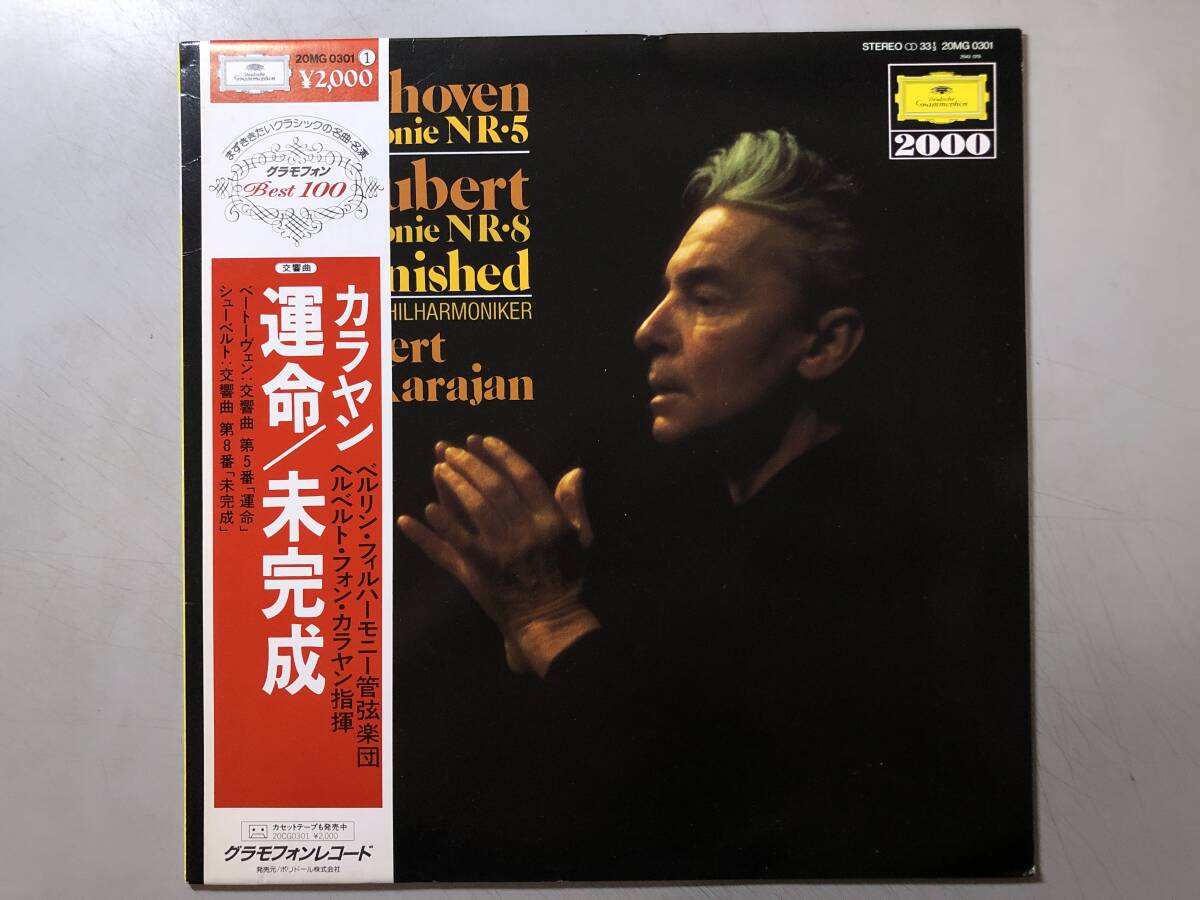 Deutsche
Grammophon
20MG 0301 ①
¥2,000
まずききたいクラシックの名曲・名演
グラモフォン
Best 100
交響曲
カラヤン
運命/未完成
ベルリン・フィルハーモニー管弦楽団
ヘルベルト・フォン・カラヤン指揮
ベートーヴェン:交響曲 第5番「運命」
シューベルト:交響曲 第8番「未完成」
カセットテープも発売中
20CG0301 ¥2,000
グラモフォンレコード
発売元/ポリドール株式会社
hoven
onie NR·5
ubert
onie NR·8
nished
HILHARMONIKER
ert
Karajan
STEREO 33⅓ 20MG 0301
Deutsche
Grammophon
2000